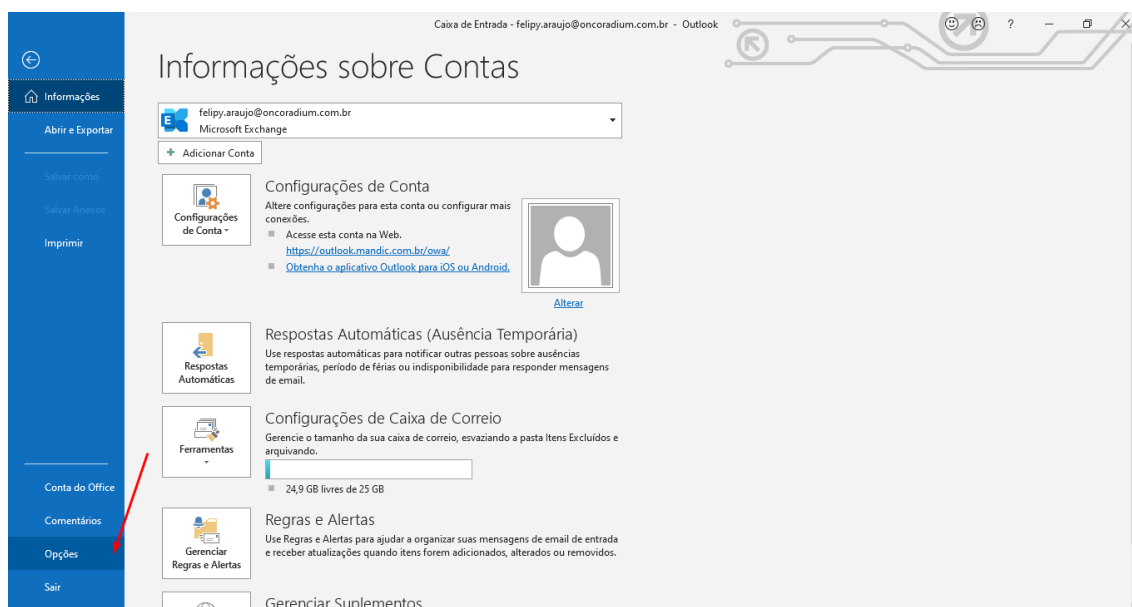 Caixa de Entrada - felipy.araujo@oncoradium.com.br - Outlook
?
Informações sobre Contas
Informações
Abrir e Exportar
Salvar como
Salvar Anexos
Imprimir
Conta do Office
Comentários
Opções
Sair
felipy.araujo@oncoradium.com.br
Microsoft Exchange
Adicionar Conta
Configurações
de Conta
Configurações de Conta
Altere configurações para esta conta ou configurar mais
conexões.
Acesse esta conta na Web.
https://outlook.mandic.com.br/owa/
Obtenha o aplicativo Outlook para iOS ou Android.
Alterar
Respostas
Automáticas
Respostas Automáticas (Ausência Temporária)
Use respostas automáticas para notificar outras pessoas sobre ausências
temporárias, período de férias ou indisponibilidade para responder mensagens
de email.
Ferramentas
Configurações de Caixa de Correio
Gerencie o tamanho da sua caixa de correio, esvaziando a pasta Itens Excluídos e
arquivando.
24,9 GB livres de 25 GB
Gerenciar
Regras e Alertas
Regras e Alertas
Use Regras e Alertas para ajudar a organizar suas mensagens de email de entrada
e receber atualizações quando itens forem adicionados, alterados ou removidos.
Gerenciar Suplementos